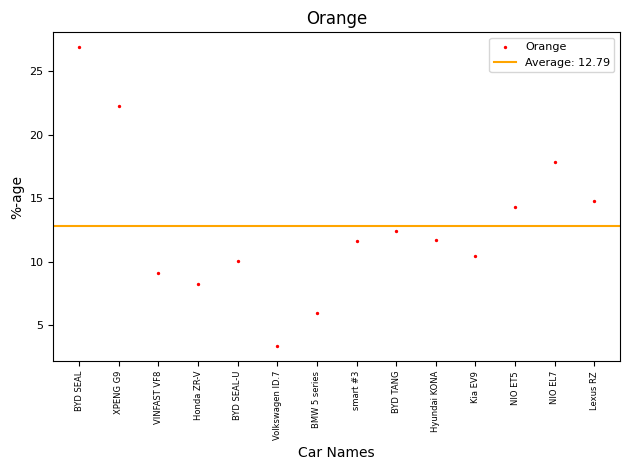 Orange
Orange
Average: 12.79
%-age
25
20
15
10
5
BYD SEAL
XPENG G9
VINFAST VF8
Honda ZR-V
BYD SEAL-U
Volkswagen ID.7
BMW 5 series
smart #3
BYD TANG
Hyundai KONA
Kia EV9
NIO ET5
NIO EL7
Lexus RZ
Car Names